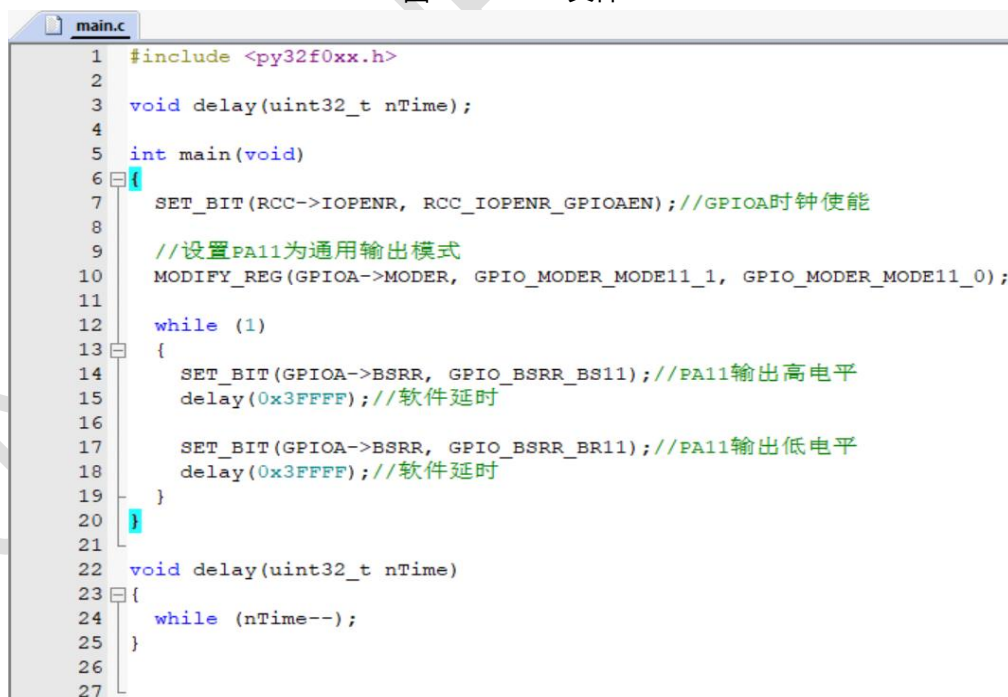 main.c
1 #include <py32f0xx.h>
2
3 void delay(uint32_t nTime);
4
5 int main(void)
6 {
7 SET_BIT(RCC->IOPENR, RCC_IOPENR_GPIOAEN);//GPIOA时钟使能
8
9 //设置PA11为通用输出模式
10 MODIFY_REG(GPIOA->MODER, GPIO_MODER_MODE11_1, GPIO_MODER_MODE11_0);
11
12 while (1)
13 {
14 SET_BIT(GPIOA->BSRR, GPIO_BSRR_BS11);//PA11输出高电平
15 delay(0x3FFFF);//软件延时
16
17 SET_BIT(GPIOA->BSRR, GPIO_BSRR_BR11);//PA11输出低电平
18 delay(0x3FFFF);//软件延时
19 }
20 }
21
22 void delay(uint32_t nTime)
23 {
24 while (nTime--);
25 }
26
27